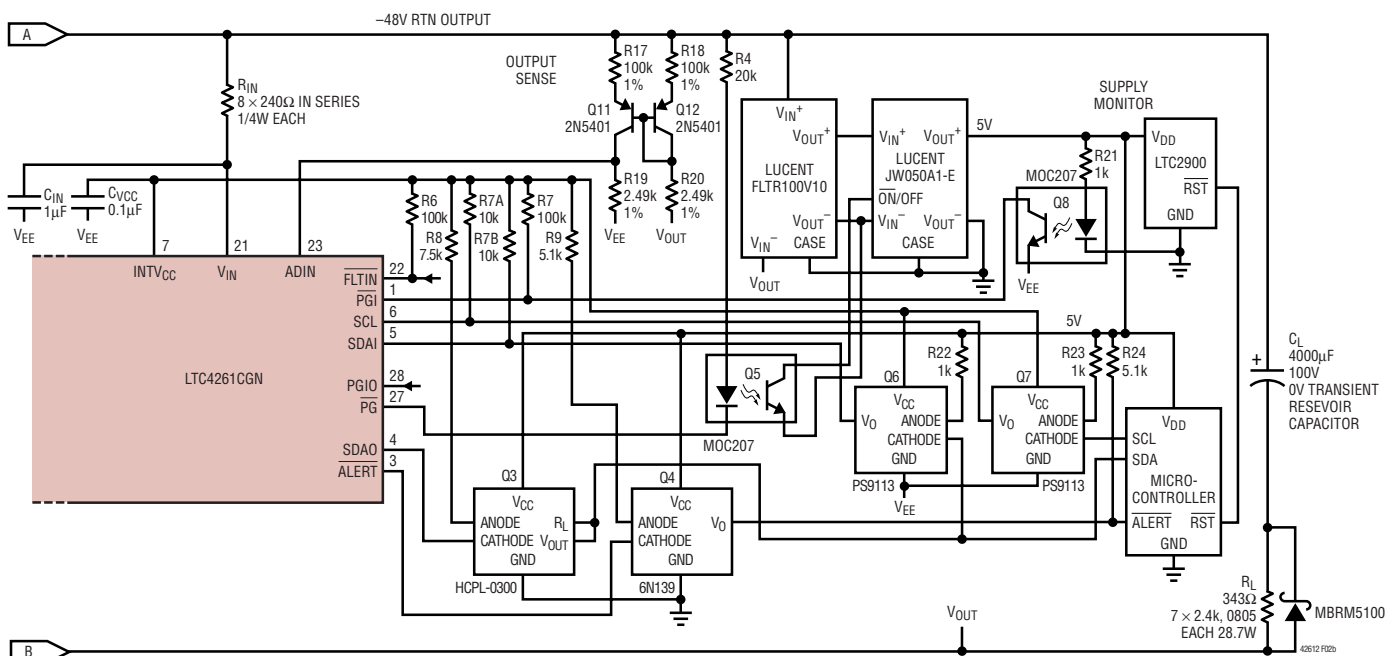 A
–48V RTN OUTPUT
RIN
8 × 240Ω IN SERIES
1/4W EACH
OUTPUT
SENSE
R17
100k
1%
R18
100k
1%
R4
20k
Q11
2N5401
Q12
2N5401
R19
2.49k
1%
VEE
R20
2.49k
1%
VOUT
CIN
1µF
VEE
CVCC
0.1µF
VEE
R6
100k
R8
7.5k
R7A
10k
R7B
10k
R7
100k
R9
5.1k
VIN+
VOUT+
LUCENT
FLTR100V10
VOUT–
VIN–
CASE
VOUT
VIN+
VOUT+
LUCENT
JW050A1-E
ON/OFF
VIN–
VOUT–
CASE
5V
SUPPLY
MONITOR
VDD
LTC2900
RST
GND
R21
1k
MOC207
Q8
VEE
7
21
23
INTVCC
VIN
ADIN
LTC4261CGN
FLTIN
22
PGI
1
SCL
6
SDAI
5
PGIO
28
PG
27
SDAO
4
ALERT
3
Q5
MOC207
5V
R22
1k
R23
1k
R24
5.1k
Q6
VCC
VO
ANODE
CATHODE
GND
PS9113
VEE
Q7
VCC
VO
ANODE
CATHODE
GND
PS9113
VDD
SCL
SDA
MICRO-
CONTROLLER
ALERT
RST
GND
Q3
VCC
ANODE
RL
CATHODE
VOUT
GND
HCPL-0300
Q4
VCC
ANODE
VO
CATHODE
GND
6N139
+
CL
4000µF
100V
0V TRANSIENT
RESEVOIR
CAPACITOR
RL
343Ω
7 × 2.4k, 0805
EACH 28.7W
MBRM5100
VOUT
B
42612 F02b